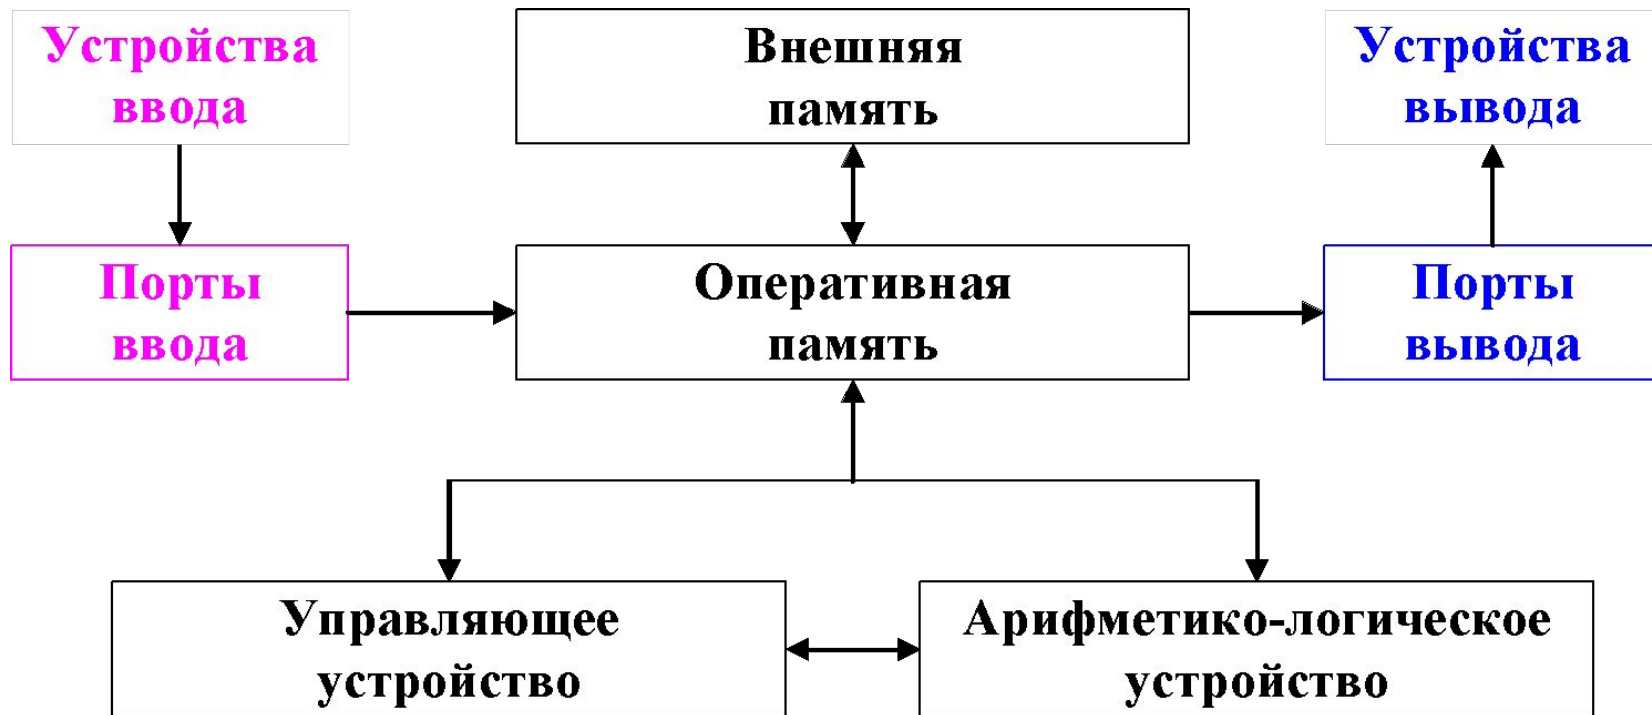 Устройства
ввода
Внешняя
память
Устройства
вывода
Порты
ввода
Оперативная
память
Порты
вывода
Управляющее
устройство
Арифметико-логическое
устройство